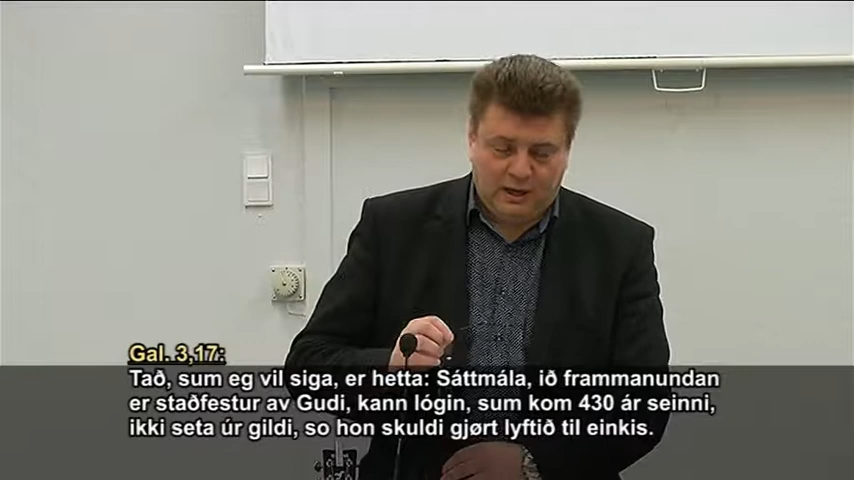 Gal. 3,17:
Tað, sum eg vil siga, er hetta: Sáttmála, ið frammanundan
er staðfestur av Gudi, kann lógin, sum kom 430 ár seinni,
ikki seta úr gildi, so hon skuldi gjørt lyftið til einkis.